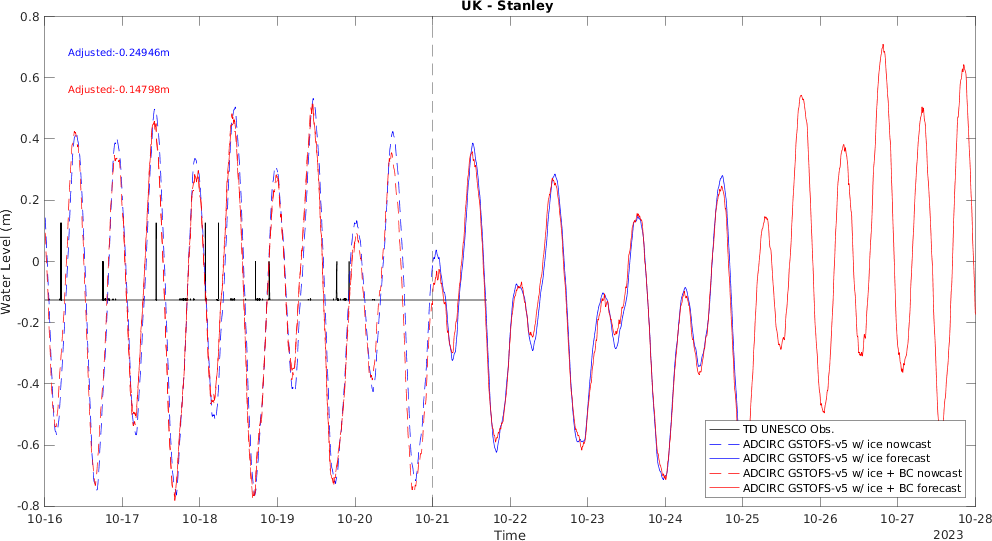 UK - Stanley
0.8
0.6
0.4
0.2
0
-0.2
-0.4
-0.6
-0.8
Water Level (m)
Adjusted:-0.24946m
Adjusted:-0.14798m
TD UNESCO Obs.
ADCIRC GSTOFS-v5 w/ ice nowcast
ADCIRC GSTOFS-v5 w/ ice forecast
ADCIRC GSTOFS-v5 w/ ice + BC nowcast
ADCIRC GSTOFS-v5 w/ ice + BC forecast
10-16 10-17 10-18 10-19 10-20 10-21 10-22 10-23 10-24 10-25 10-26 10-27 10-28
Time
2023